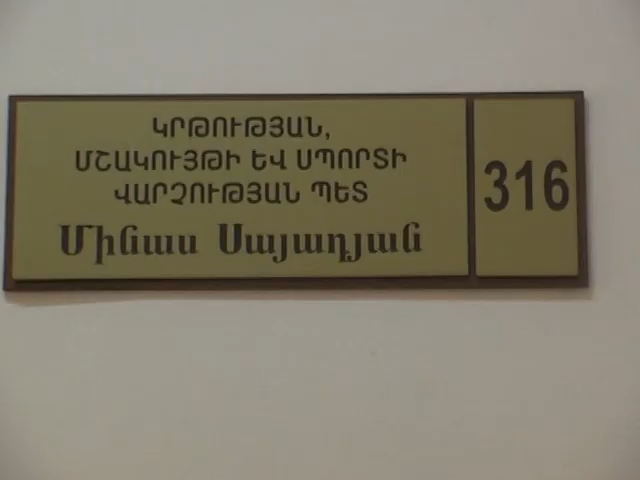 ԿՐԹՈՒԹՅԱՆ,
ՄՇԱԿՈՒՅԹԻ ԵՎ ՍՊՈՐՏԻ
ՎԱՐՉՈՒԹՅԱՆ ՊԵՏ
Մինաս Սայադյան
316